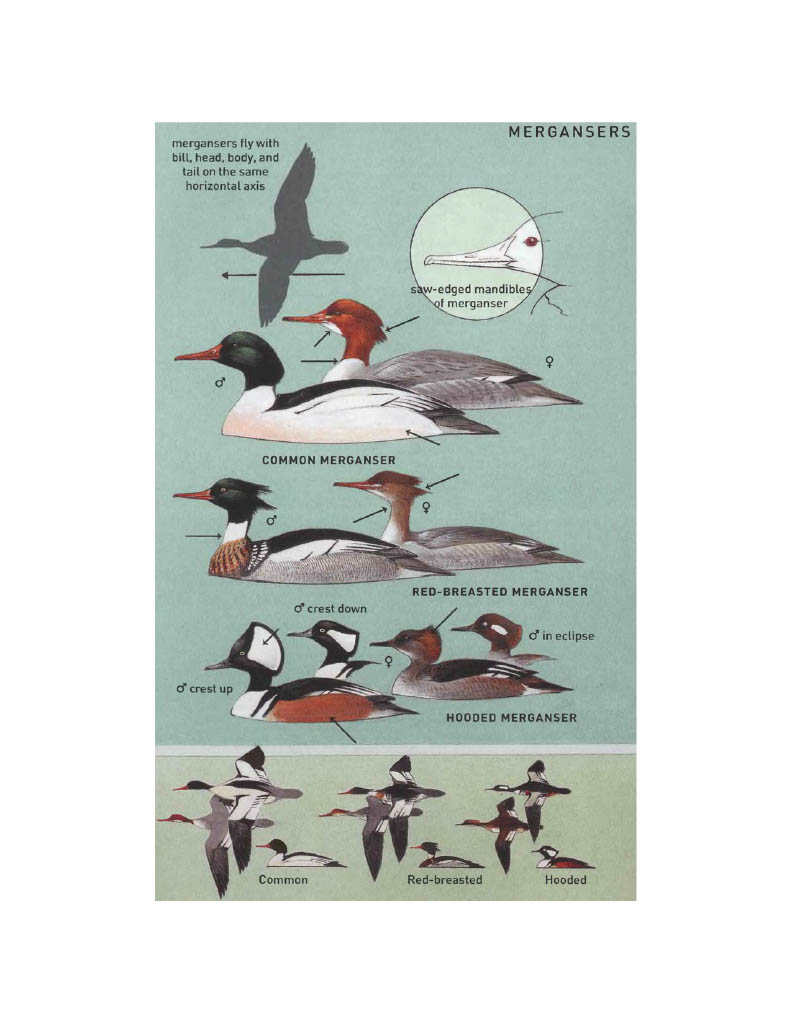 MERGANSERS
mergansers fly with
bill, head, body, and
tail on the same
horizontal axis
saw-edged mandibles
of merganser
♀
♂
COMMON MERGANSER
♂
♀
RED-BREASTED MERGANSER
♂ crest down
♂ in eclipse
♀
♂ crest up
HOODED MERGANSER
Common
Red-breasted
Hooded